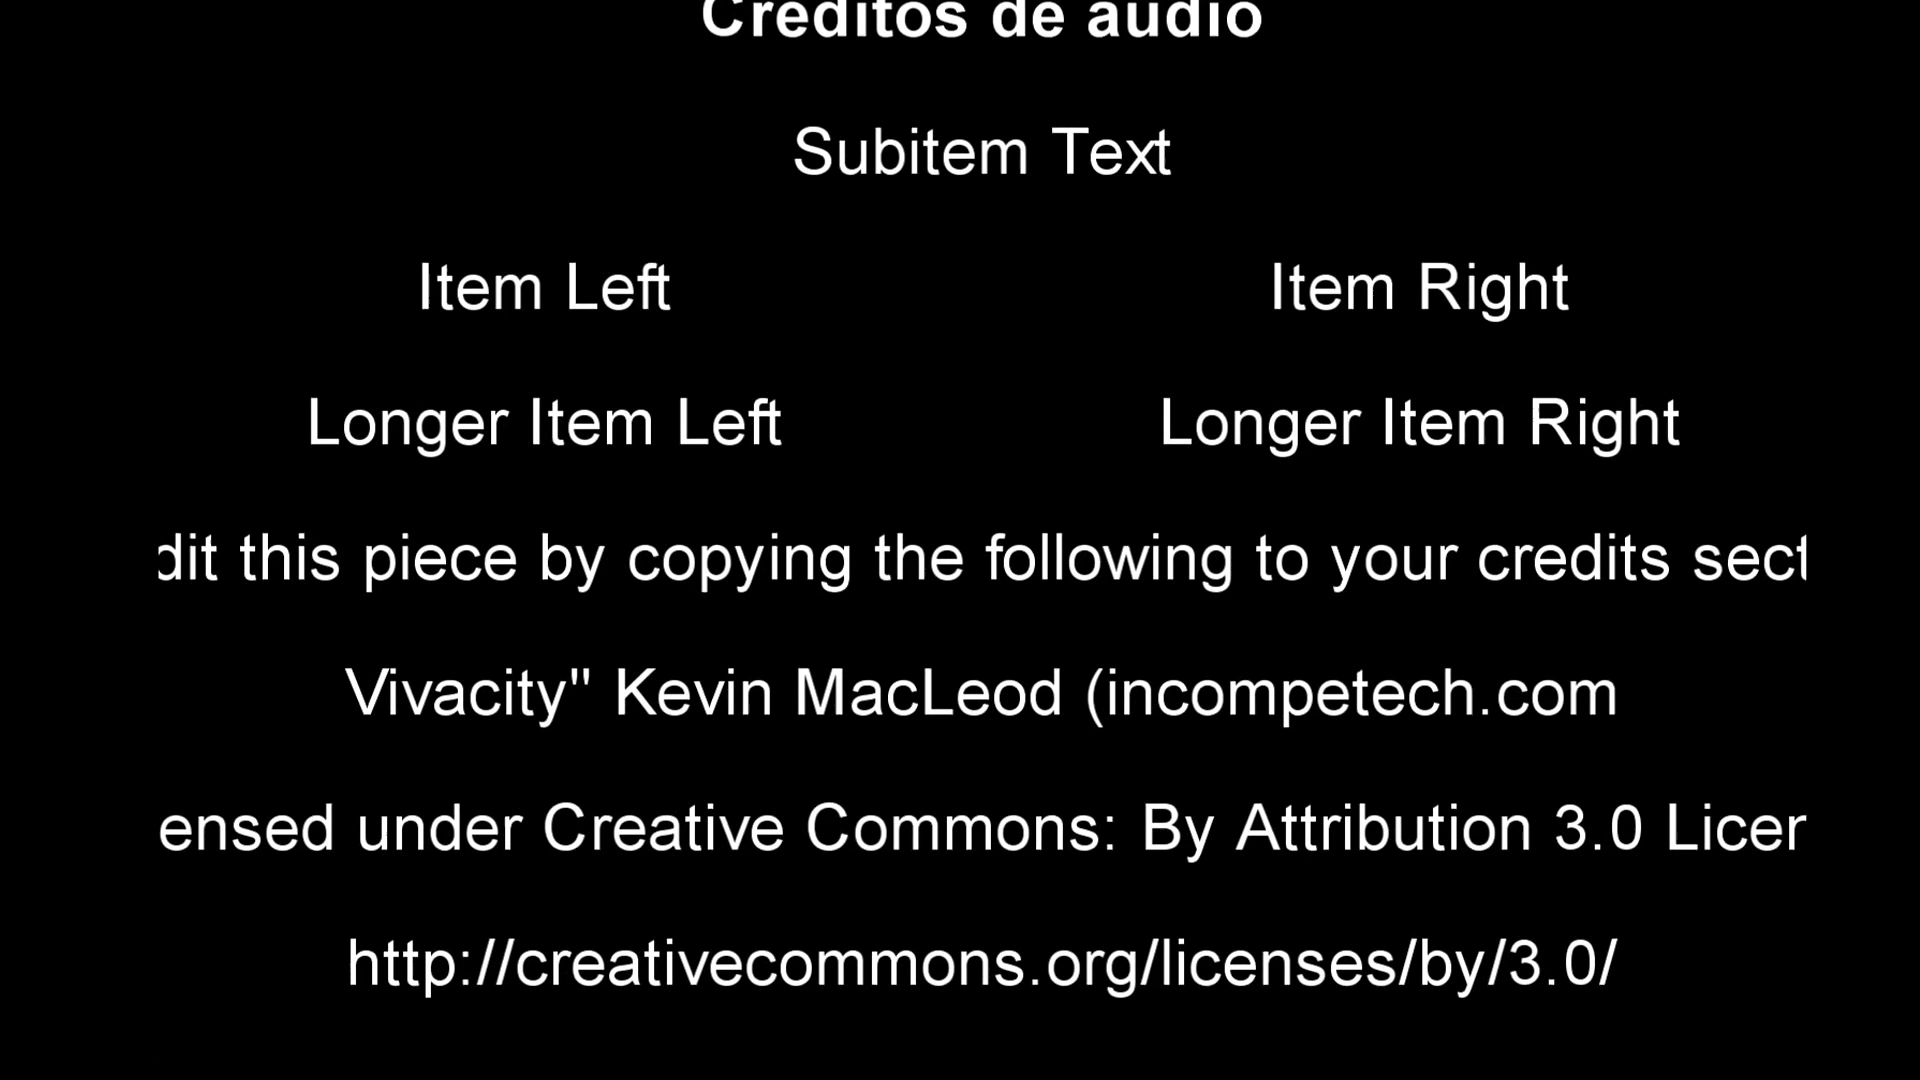 Créditos de audio
Subitem Text
Item Left Item Right
Longer Item Left Longer Item Right
dit this piece by copying the following to your credits sect
Vivacity" Kevin MacLeod (incompetech.com
ensed under Creative Commons: By Attribution 3.0 Licen
http://creativecommons.org/licenses/by/3.0/